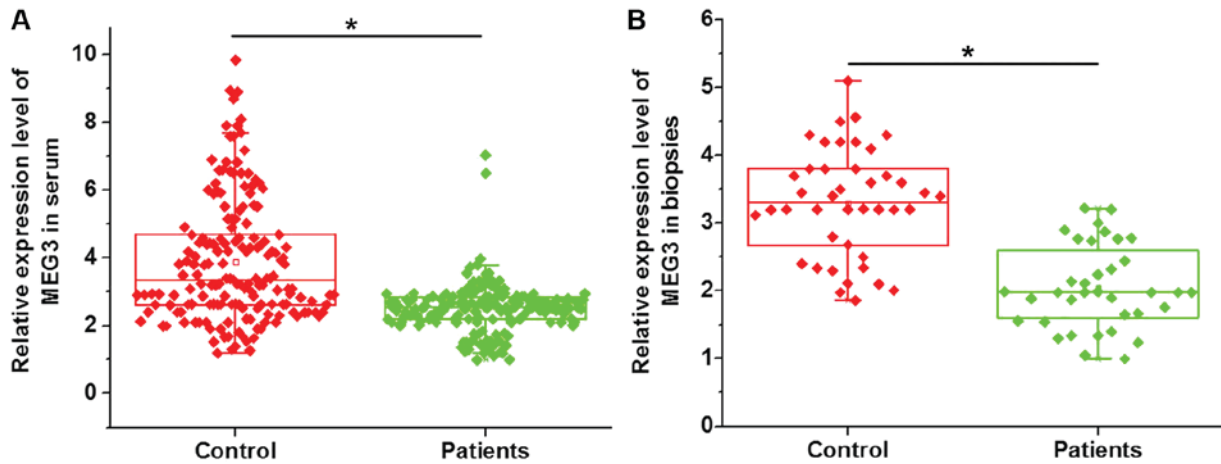 A
*
Relative expression level of
MEG3 in serum
10
8
6
4
2
0
Control
Patients
B
*
Relative expression level of
MEG3 in biopsies
6
5
4
3
2
1
0
Control
Patients